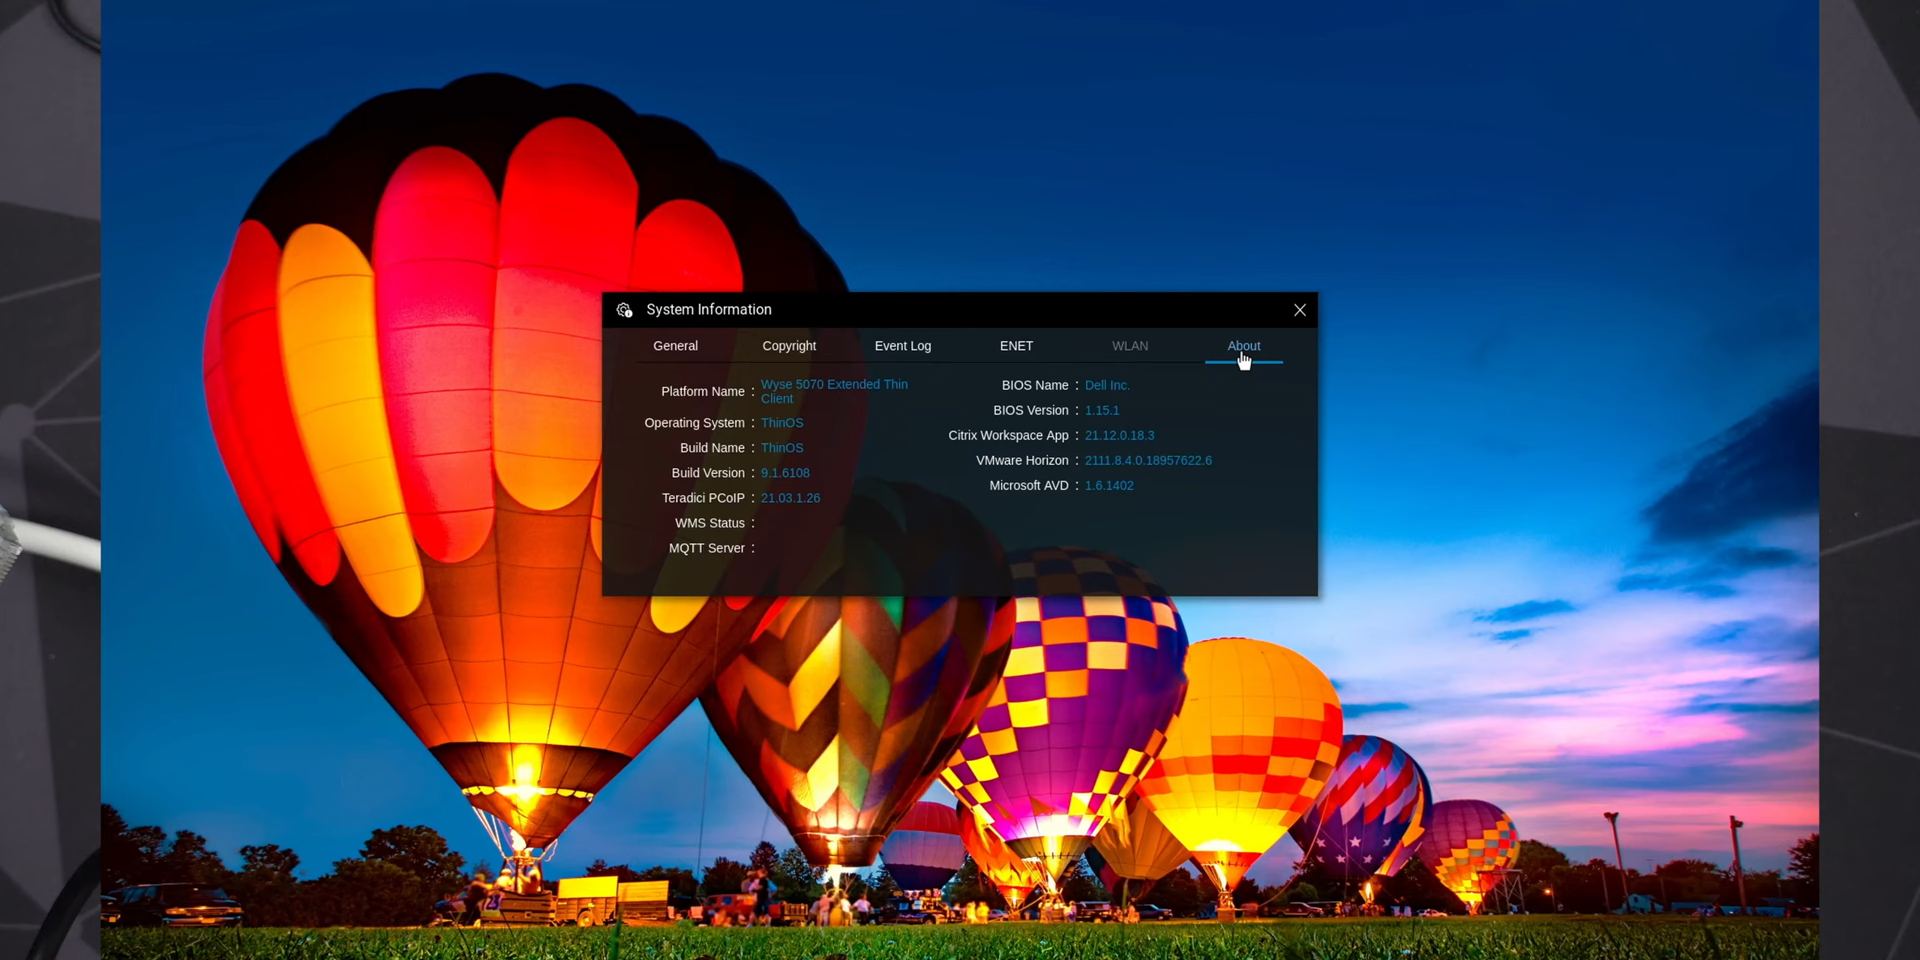 System Information
General Copyright Event Log ENET WLAN About
Platform Name : Wyse 5070 Extended Thin
Client
Operating System : ThinOS
Build Name : ThinOS
Build Version : 9.1.6108
Teradici PCoIP : 21.03.1.26
WMS Status :
MQTT Server :
BIOS Name : Dell Inc.
BIOS Version : 1.15.1
Citrix Workspace App : 21.12.0.18.3
VMware Horizon : 2111.8.4.0.18957622.6
Microsoft AVD : 1.6.1402